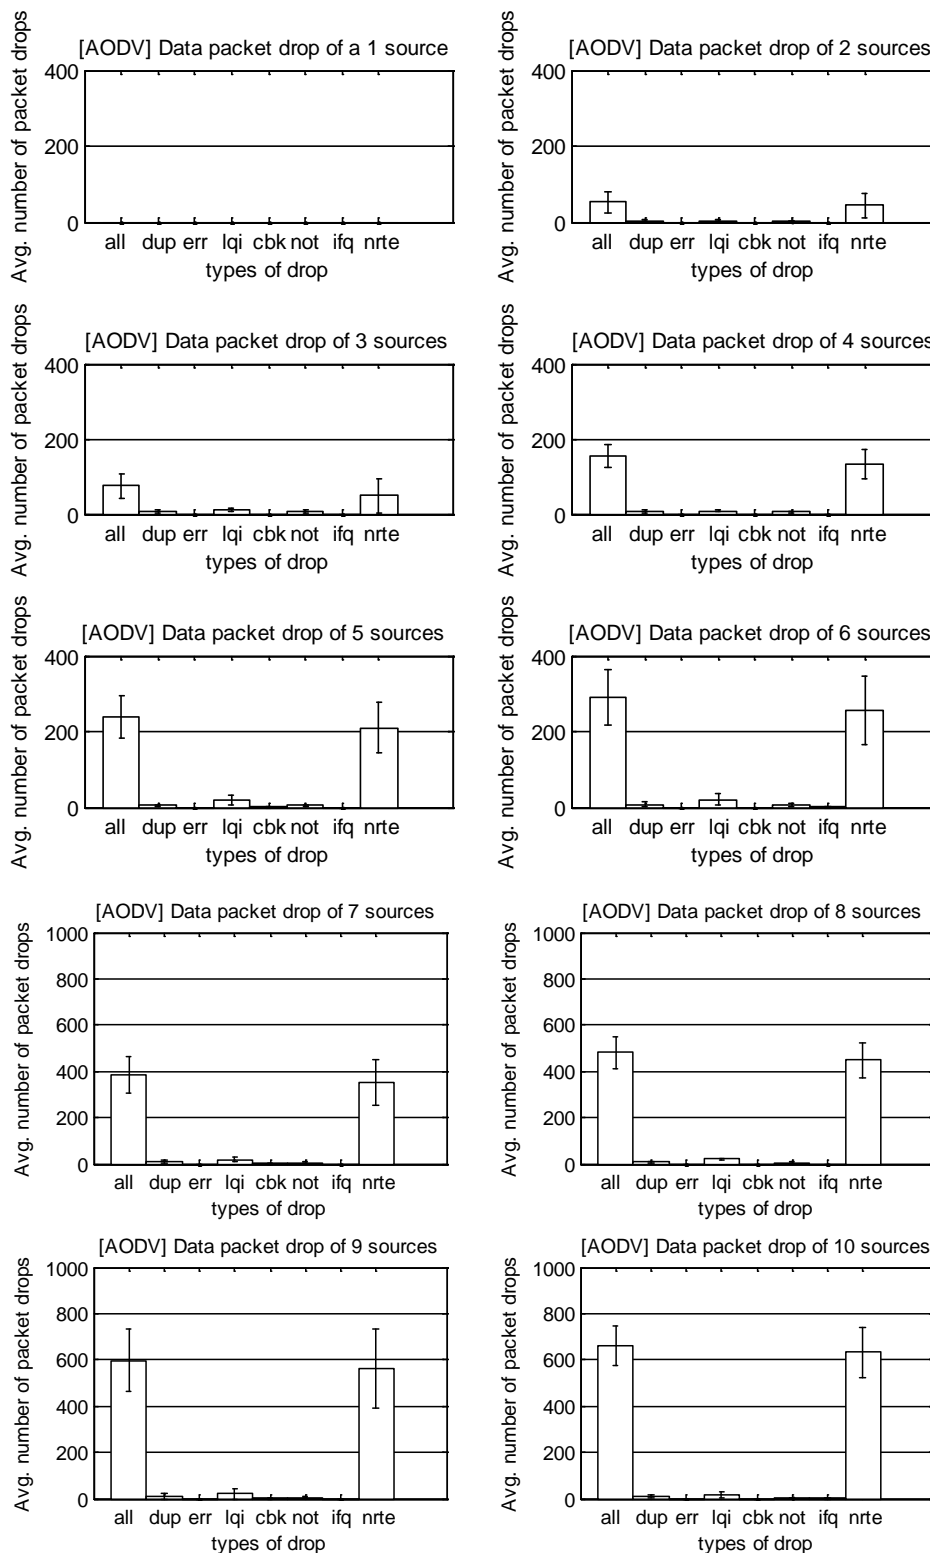 [AODV] Data packet drop of a 1 source
Avg. number of packet drops
400
200
0
all dup err lqi cbk not ifq nrte
types of drop
[AODV] Data packet drop of 2 sources
Avg. number of packet drops
400
200
0
all dup err lqi cbk not ifq nrte
types of drop
[AODV] Data packet drop of 3 sources
Avg. number of packet drops
400
200
0
all dup err lqi cbk not ifq nrte
types of drop
[AODV] Data packet drop of 4 sources
Avg. number of packet drops
400
200
0
all dup err lqi cbk not ifq nrte
types of drop
[AODV] Data packet drop of 5 sources
Avg. number of packet drops
400
200
0
all dup err lqi cbk not ifq nrte
types of drop
[AODV] Data packet drop of 6 sources
Avg. number of packet drops
400
200
0
all dup err lqi cbk not ifq nrte
types of drop
[AODV] Data packet drop of 7 sources
Avg. number of packet drops
1000
800
600
400
200
0
all dup err lqi cbk not ifq nrte
types of drop
[AODV] Data packet drop of 8 sources
Avg. number of packet drops
1000
800
600
400
200
0
all dup err lqi cbk not ifq nrte
types of drop
[AODV] Data packet drop of 9 sources
Avg. number of packet drops
1000
800
600
400
200
0
all dup err lqi cbk not ifq nrte
types of drop
[AODV] Data packet drop of 10 sources
Avg. number of packet drops
1000
800
600
400
200
0
all dup err lqi cbk not ifq nrte
types of drop